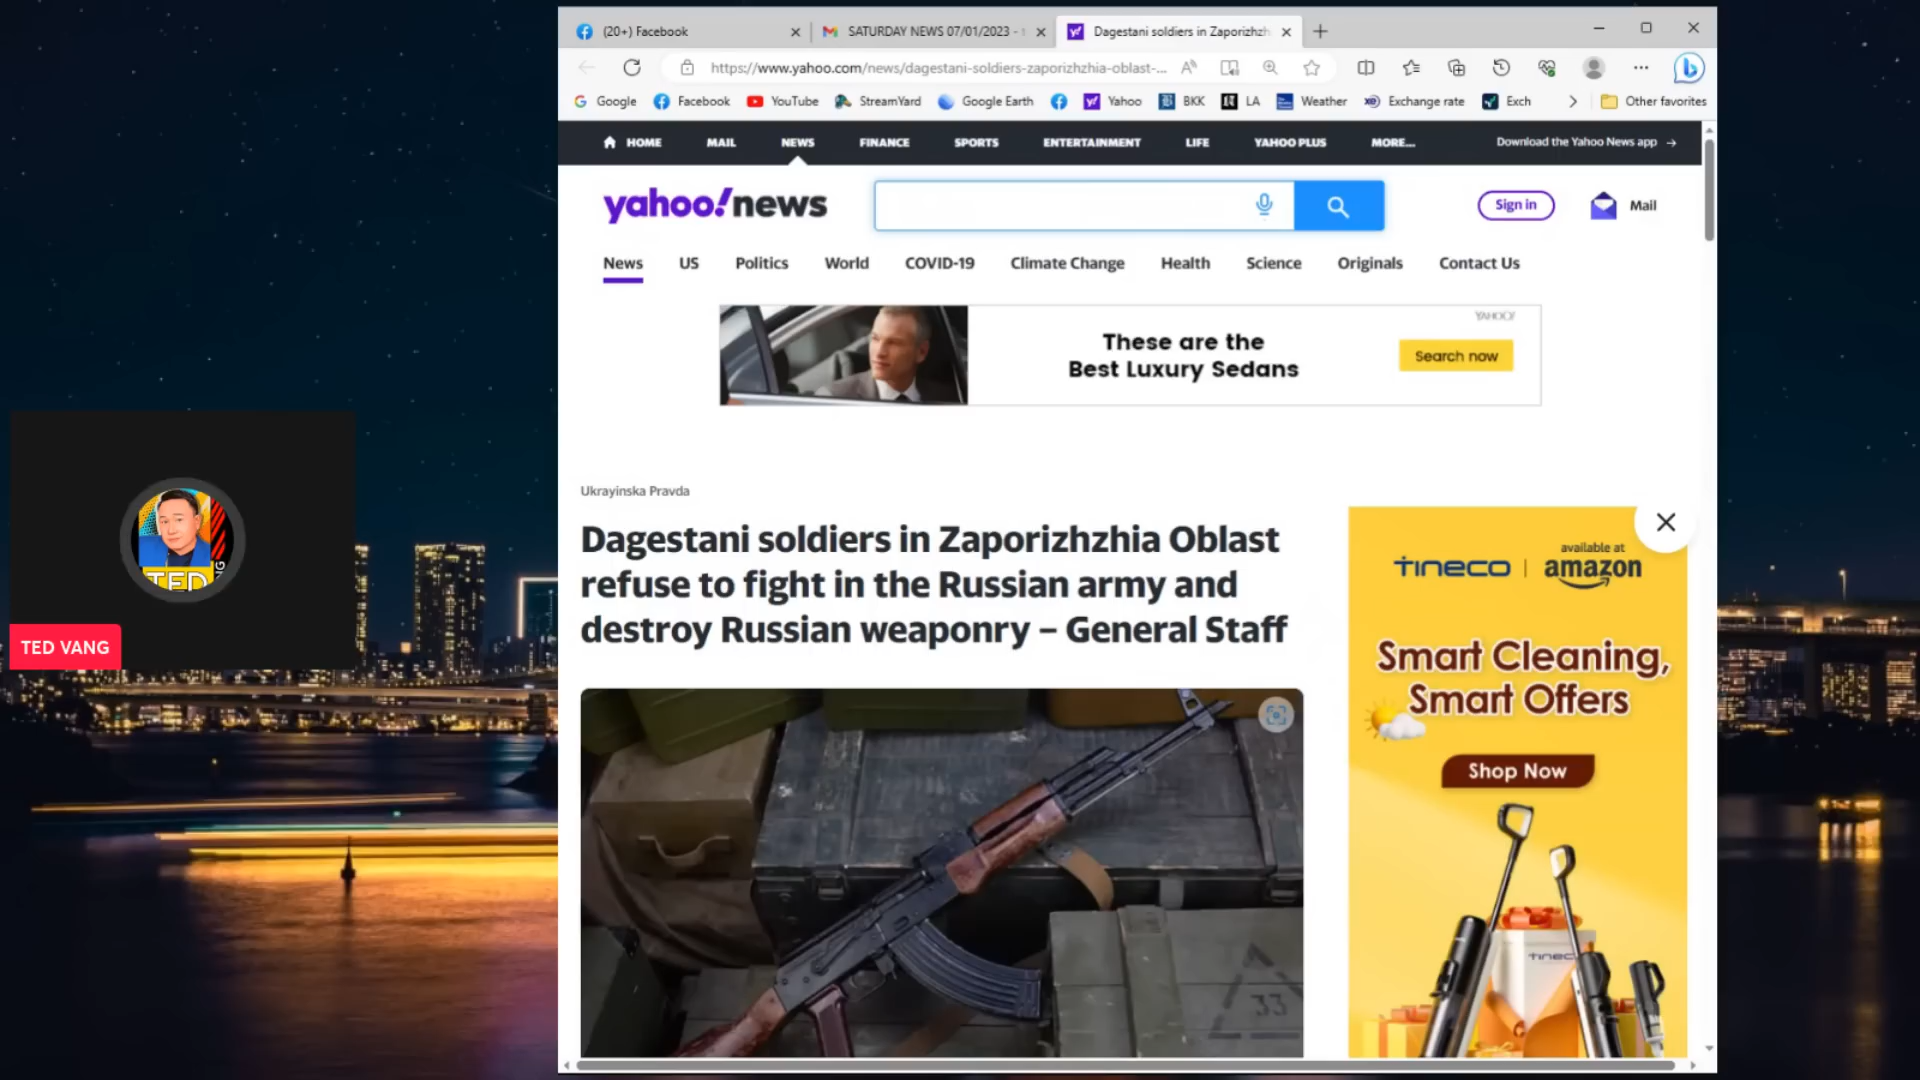 (20+) Facebook
SATURDAY NEWS 07/01/2023 -
Dagestani soldiers in Zaporizhzh
https://www.yahoo.com/news/dagestani-soldiers-zaporizhzhia-oblast-...
Google
Facebook
YouTube
StreamYard
Google Earth
Yahoo
BKK
LA
Weather
Exchange rate
Exch
Other favorites
HOME
MAIL
NEWS
FINANCE
SPORTS
ENTERTAINMENT
LIFE
YAHOO PLUS
MORE...
Download the Yahoo News app →
yahoo!news
Sign in
Mail
News
US
Politics
World
COVID-19
Climate Change
Health
Science
Originals
Contact Us
YAHOO!
These are the
Best Luxury Sedans
Search now
Ukrayinska Pravda
Dagestani soldiers in Zaporizhzhia Oblast
refuse to fight in the Russian army and
destroy Russian weaponry – General Staff
tineco | available at
amazon
Smart Cleaning,
Smart Offers
Shop Now
TED
TED VANG
33